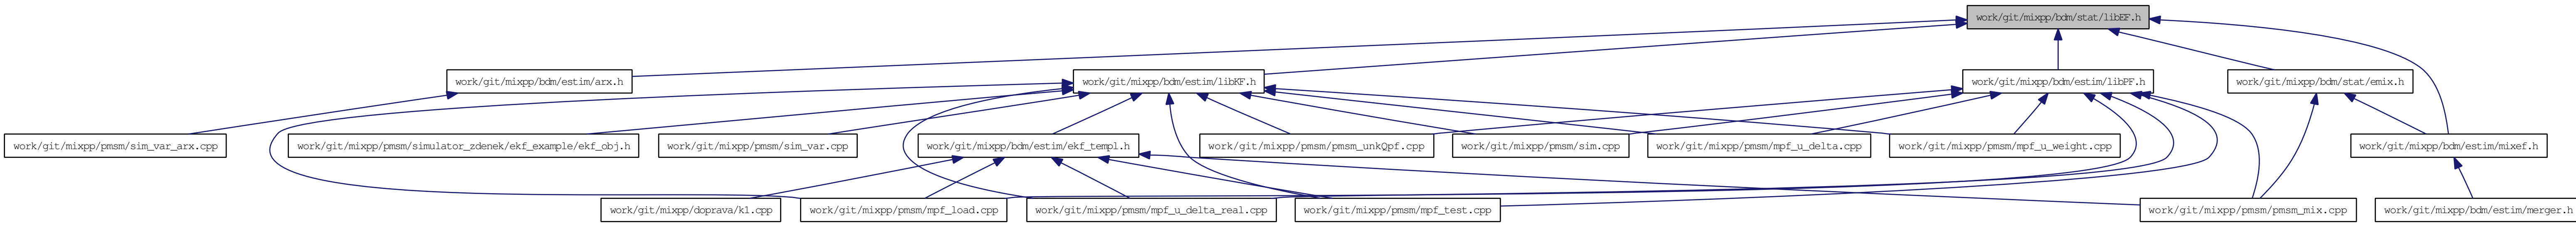 work/git/mixpp/bdm/stat/libEF.h
work/git/mixpp/bdm/estim/arx.h
work/git/mixpp/bdm/estim/libKF.h
work/git/mixpp/bdm/estim/libPF.h
work/git/mixpp/bdm/stat/emix.h
work/git/mixpp/pmsm/sim_var_arx.cpp
work/git/mixpp/pmsm/simulator_zdenek/ekf_example/ekf_obj.h
work/git/mixpp/pmsm/sim_var.cpp
work/git/mixpp/bdm/estim/ekf_templ.h
work/git/mixpp/pmsm/pmsm_unkQpf.cpp
work/git/mixpp/pmsm/sim.cpp
work/git/mixpp/pmsm/mpf_u_delta.cpp
work/git/mixpp/pmsm/mpf_u_weight.cpp
work/git/mixpp/bdm/estim/mixef.h
work/git/mixpp/doprava/k1.cpp
work/git/mixpp/pmsm/mpf_load.cpp
work/git/mixpp/pmsm/mpf_u_delta_real.cpp
work/git/mixpp/pmsm/mpf_test.cpp
work/git/mixpp/pmsm/pmsm_mix.cpp
work/git/mixpp/bdm/estim/merger.h